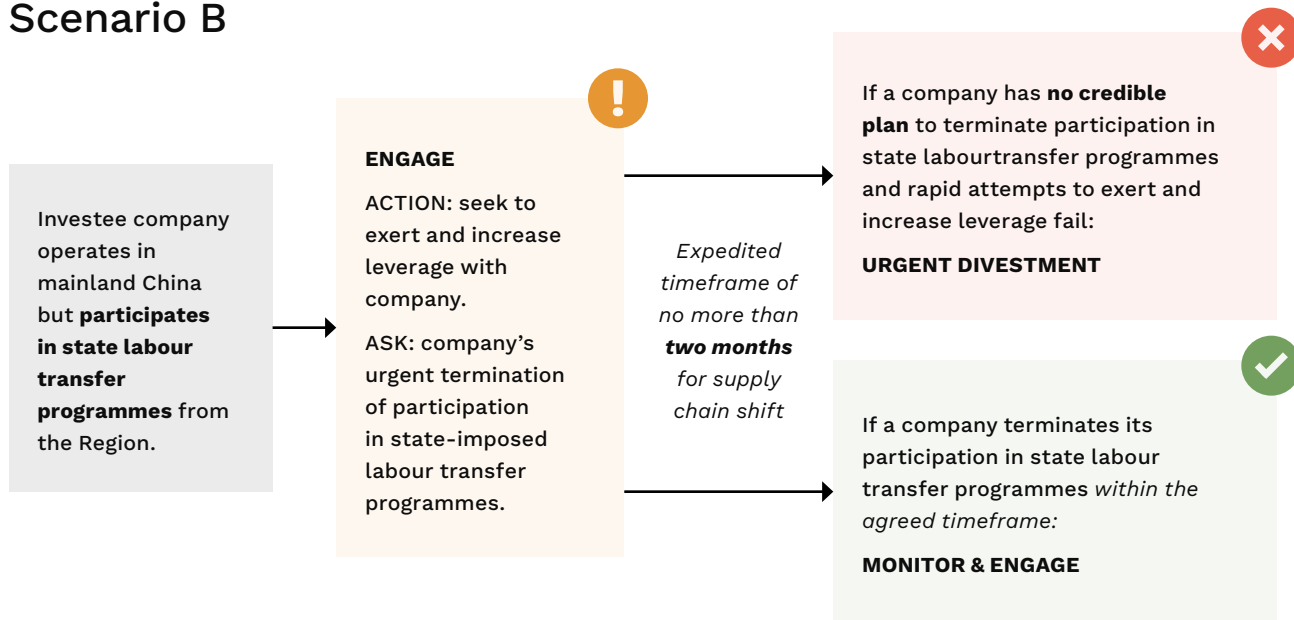 Scenario B
Investee company
operates in
mainland China
but participates
in state labour
transfer
programmes from
the Region.
ENGAGE
ACTION: seek to
exert and increase
leverage with
company.
ASK: company’s
urgent termination
of participation
in state-imposed
labour transfer
programmes.
Expedited
timeframe of
no more than
two months
for supply
chain shift
If a company has no credible
plan to terminate participation in
state labourtransfer programmes
and rapid attempts to exert and
increase leverage fail:
URGENT DIVESTMENT
If a company terminates its
participation in state labour
transfer programmes within the
agreed timeframe:
MONITOR & ENGAGE